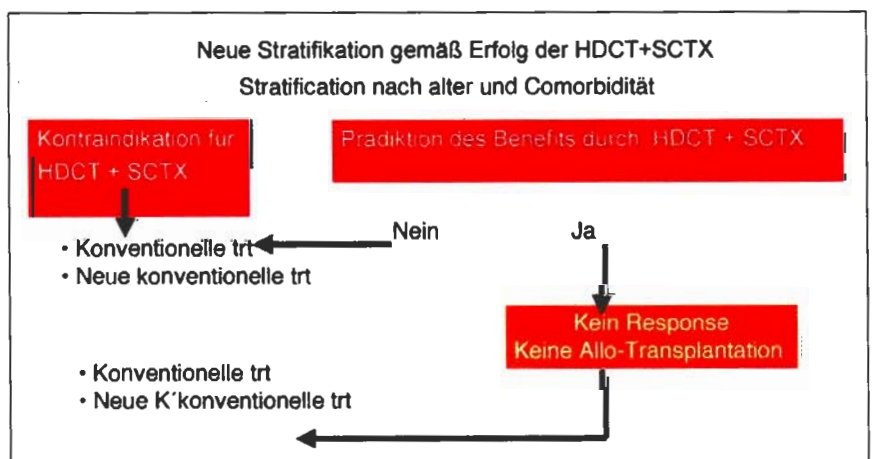 Neue Stratifikation gemäß Erfolg der HDCT+SCTX
Stratification nach alter und Comorbidität
Kontraindikation für
HDCT + SCTX
Prädiktion des Benefits durch HDCT + SCTX
Nein
Ja
• Konventionelle trt
• Neue konventionelle trt
Kein Response
Keine Allo-Transplantation
• Konventionelle trt
• Neue K´konventionelle trt